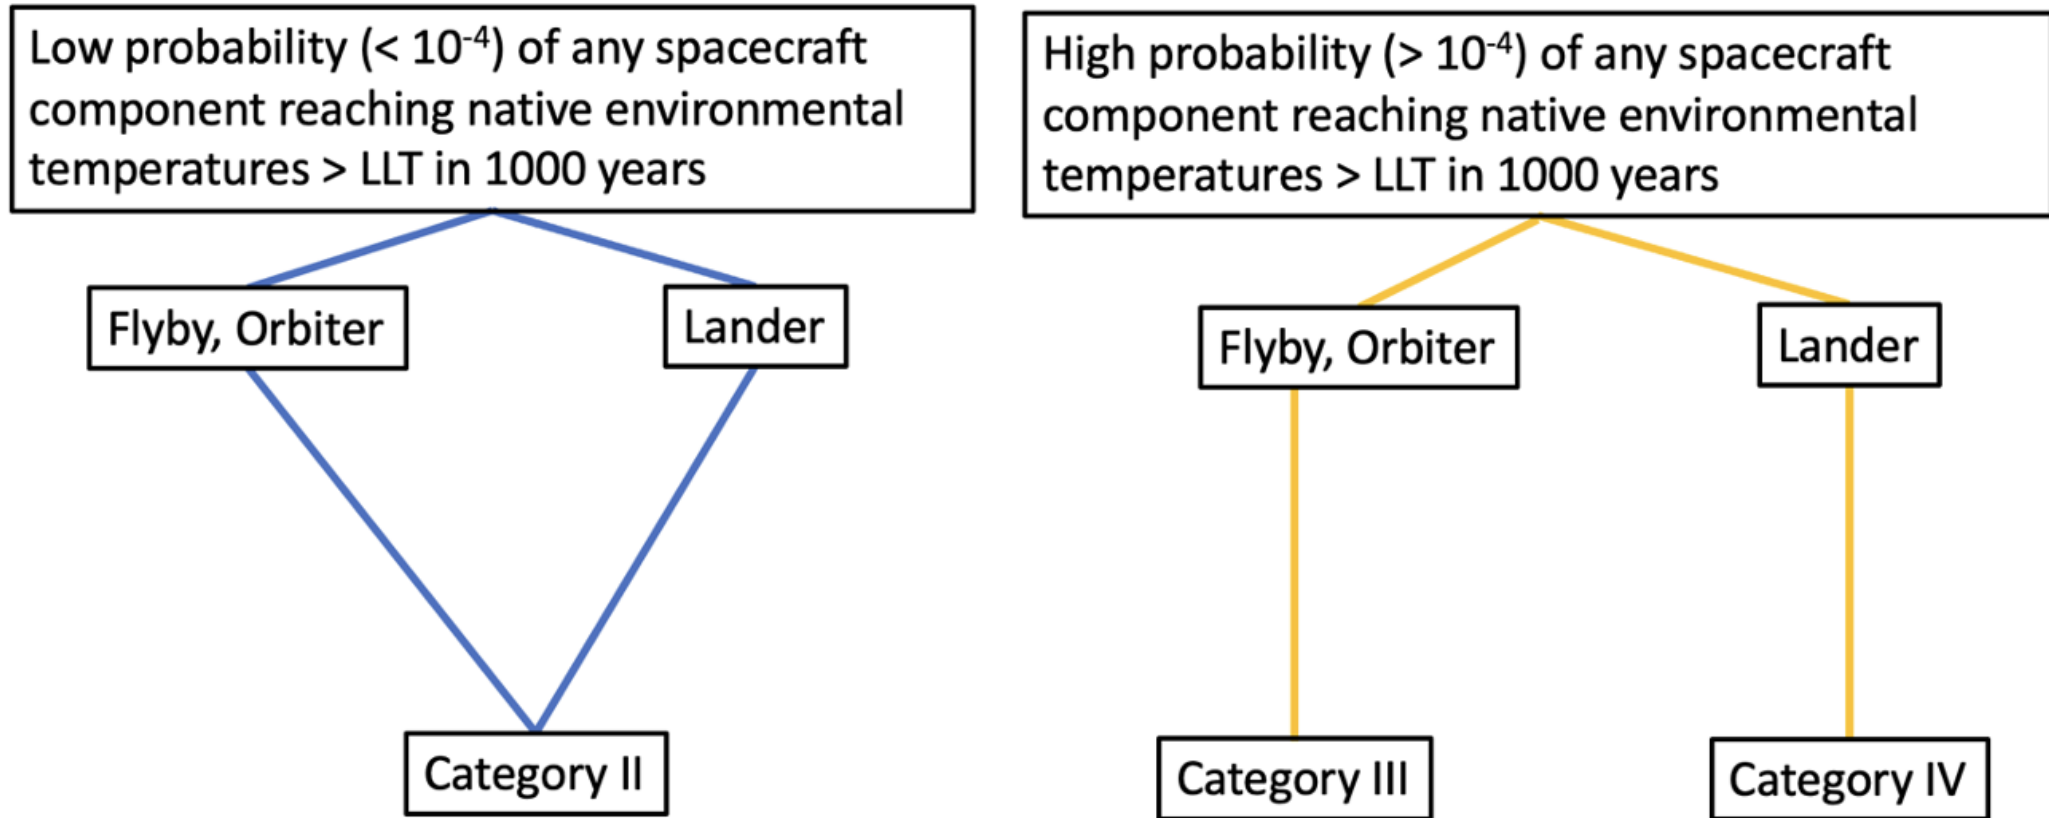 Low probability (< 10⁻⁴) of any spacecraft
component reaching native environmental
temperatures > LLT in 1000 years
High probability (> 10⁻⁴) of any spacecraft
component reaching native environmental
temperatures > LLT in 1000 years
Flyby, Orbiter
Lander
Flyby, Orbiter
Lander
Category II
Category III
Category IV